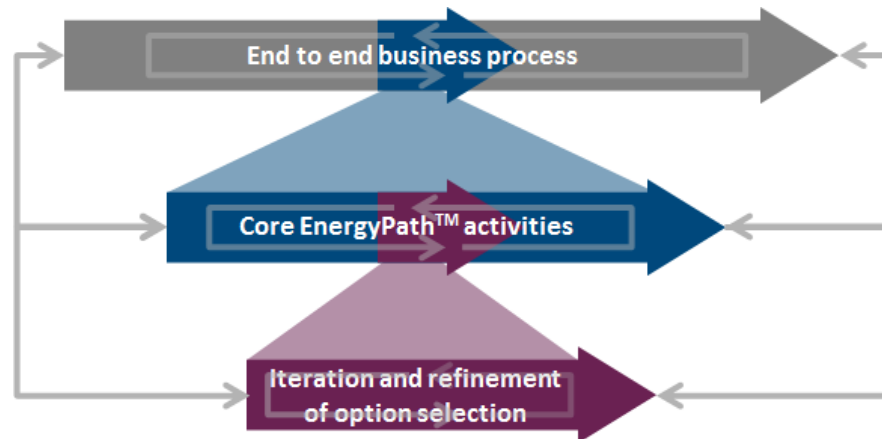 End to end business process
Core EnergyPath™ activities
Iteration and refinement
of option selection